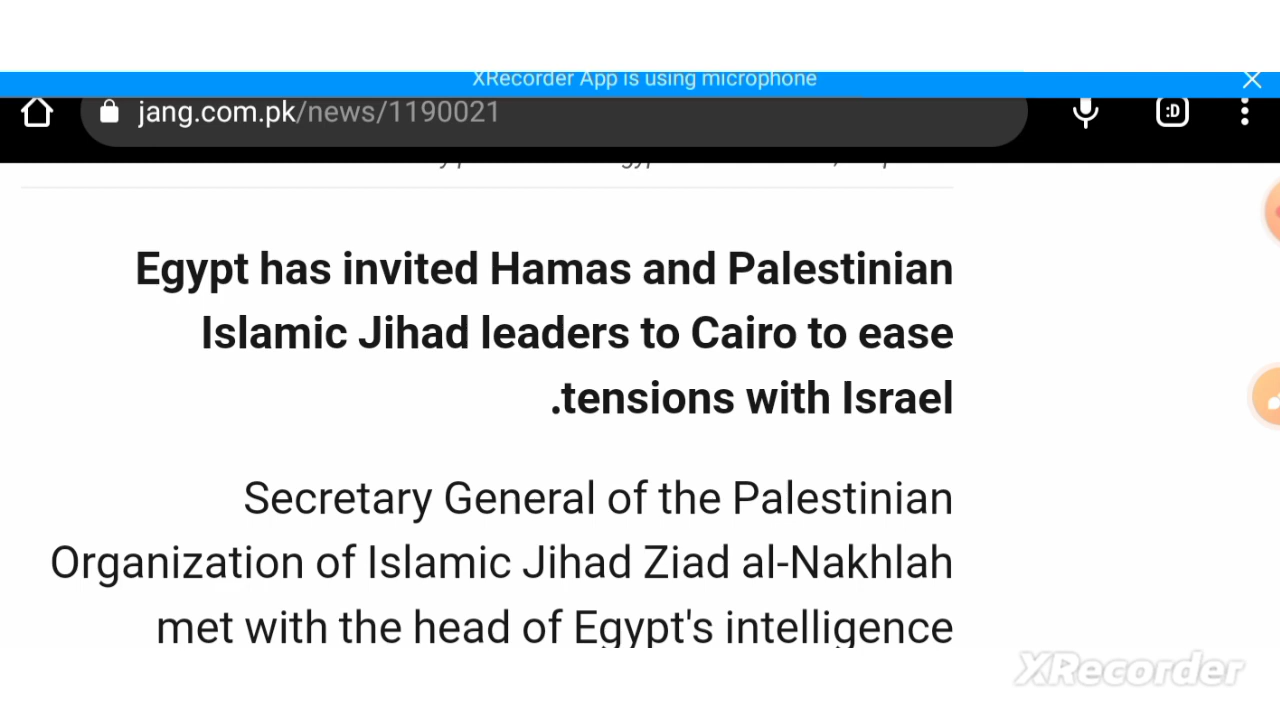 XRecorder App is using microphone
jang.com.pk/news/1190021
:D
Egypt has invited Hamas and Palestinian
Islamic Jihad leaders to Cairo to ease
.tensions with Israel
Secretary General of the Palestinian
Organization of Islamic Jihad Ziad al-Nakhlah
met with the head of Egypt's intelligence
XRecorder